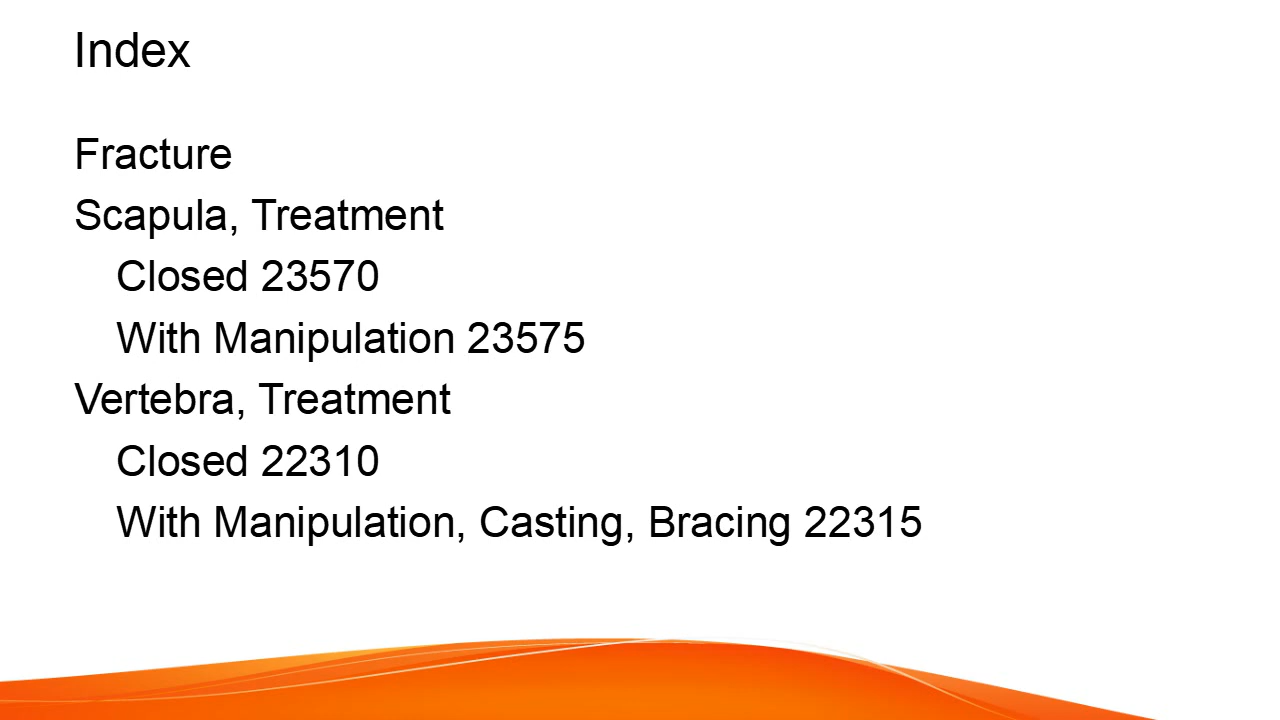 Index
Fracture
Scapula, Treatment
Closed 23570
With Manipulation 23575
Vertebra, Treatment
Closed 22310
With Manipulation, Casting, Bracing 22315